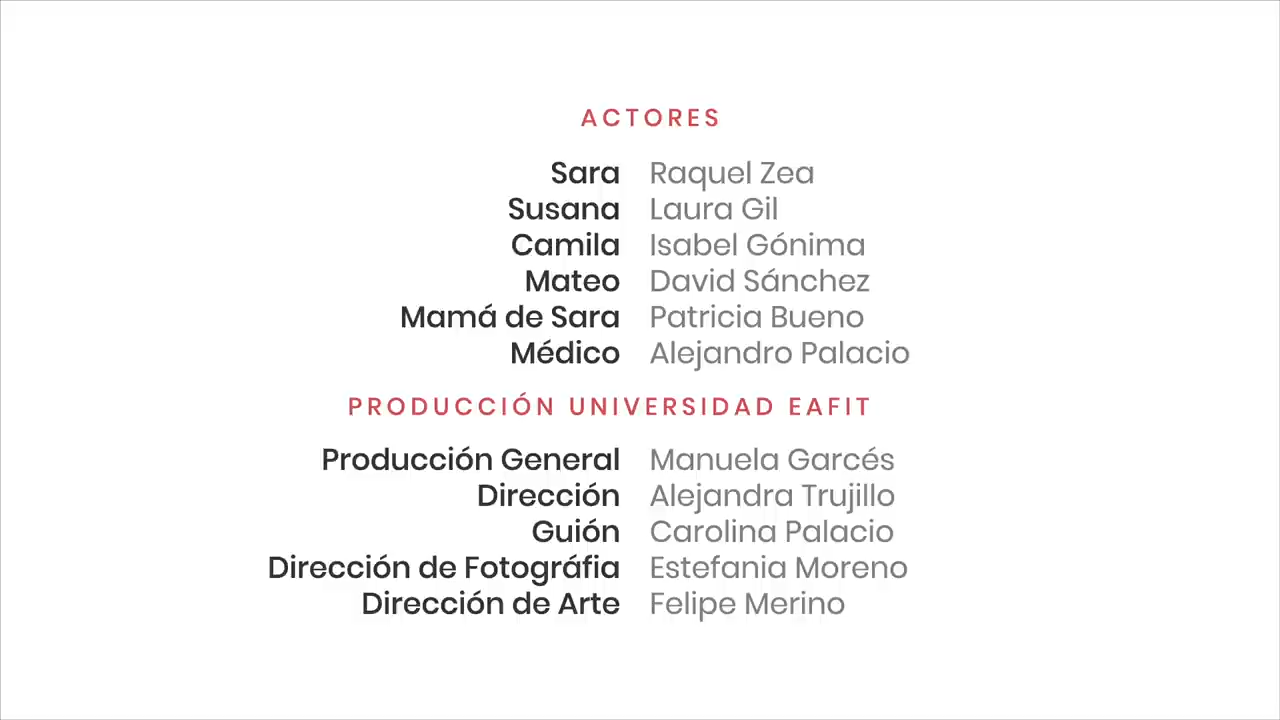 ACTORES
Sara Raquel Zea
Susana Laura Gil
Camila Isabel Gónima
Mateo David Sánchez
Mamá de Sara Patricia Bueno
Médico Alejandro Palacio
PRODUCCIÓN UNIVERSIDAD EAFIT
Producción General Manuela Garcés
Dirección Alejandra Trujillo
Guión Carolina Palacio
Dirección de Fotográfia Estefania Moreno
Dirección de Arte Felipe Merino